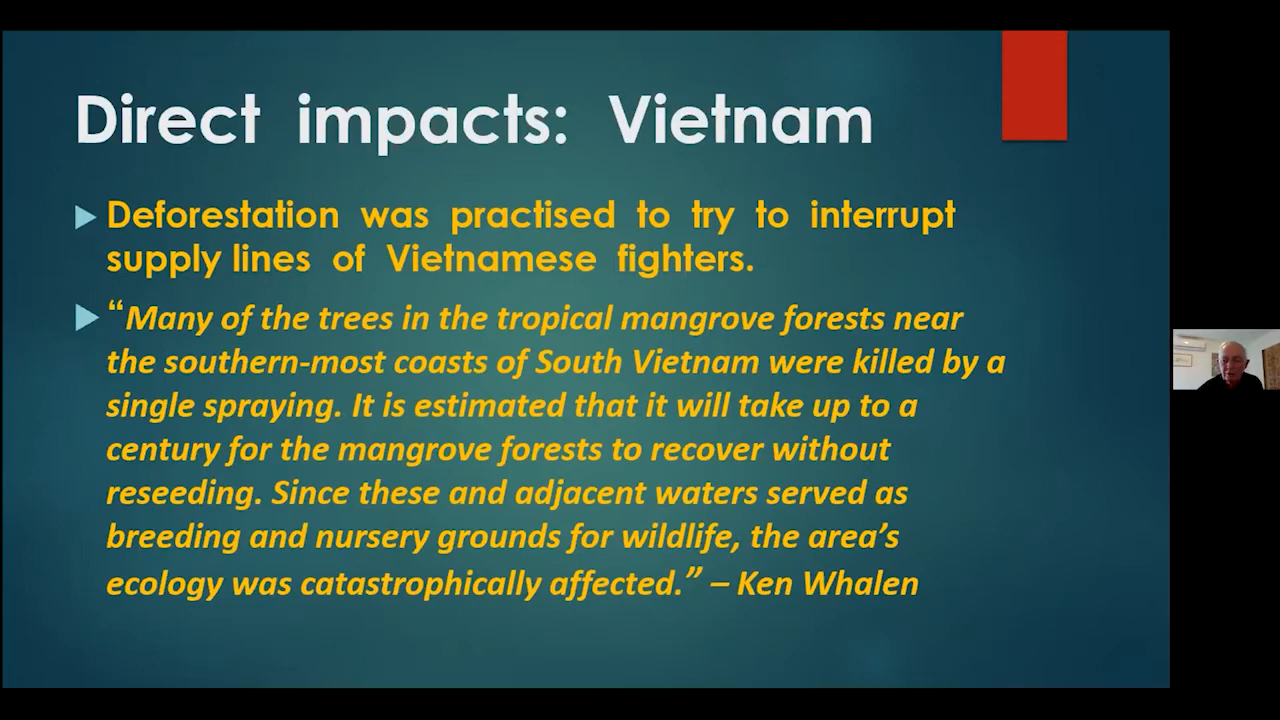 Direct impacts: Vietnam
Deforestation was practised to try to interrupt
supply lines of Vietnamese fighters.
“Many of the trees in the tropical mangrove forests near
the southern-most coasts of South Vietnam were killed by a
single spraying. It is estimated that it will take up to a
century for the mangrove forests to recover without
reseeding. Since these and adjacent waters served as
breeding and nursery grounds for wildlife, the area’s
ecology was catastrophically affected.” – Ken Whalen